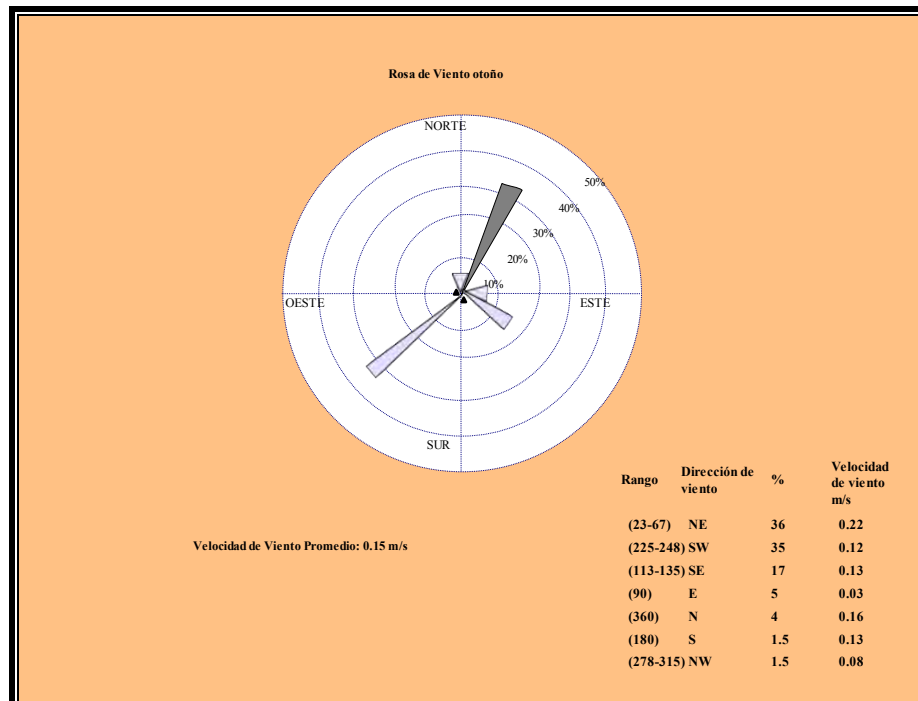 Rosa de Viento otoño
NORTE
50%
40%
30%
20%
10%
OESTE
ESTE
SUR
Velocidad de Viento Promedio: 0.15 m/s
Rango Dirección de viento % Velocidad de viento m/s
(23-67) NE 36 0.22
(225-248) SW 35 0.12
(113-135) SE 17 0.13
(90) E 5 0.03
(360) N 4 0.16
(180) S 1.5 0.13
(278-315) NW 1.5 0.08